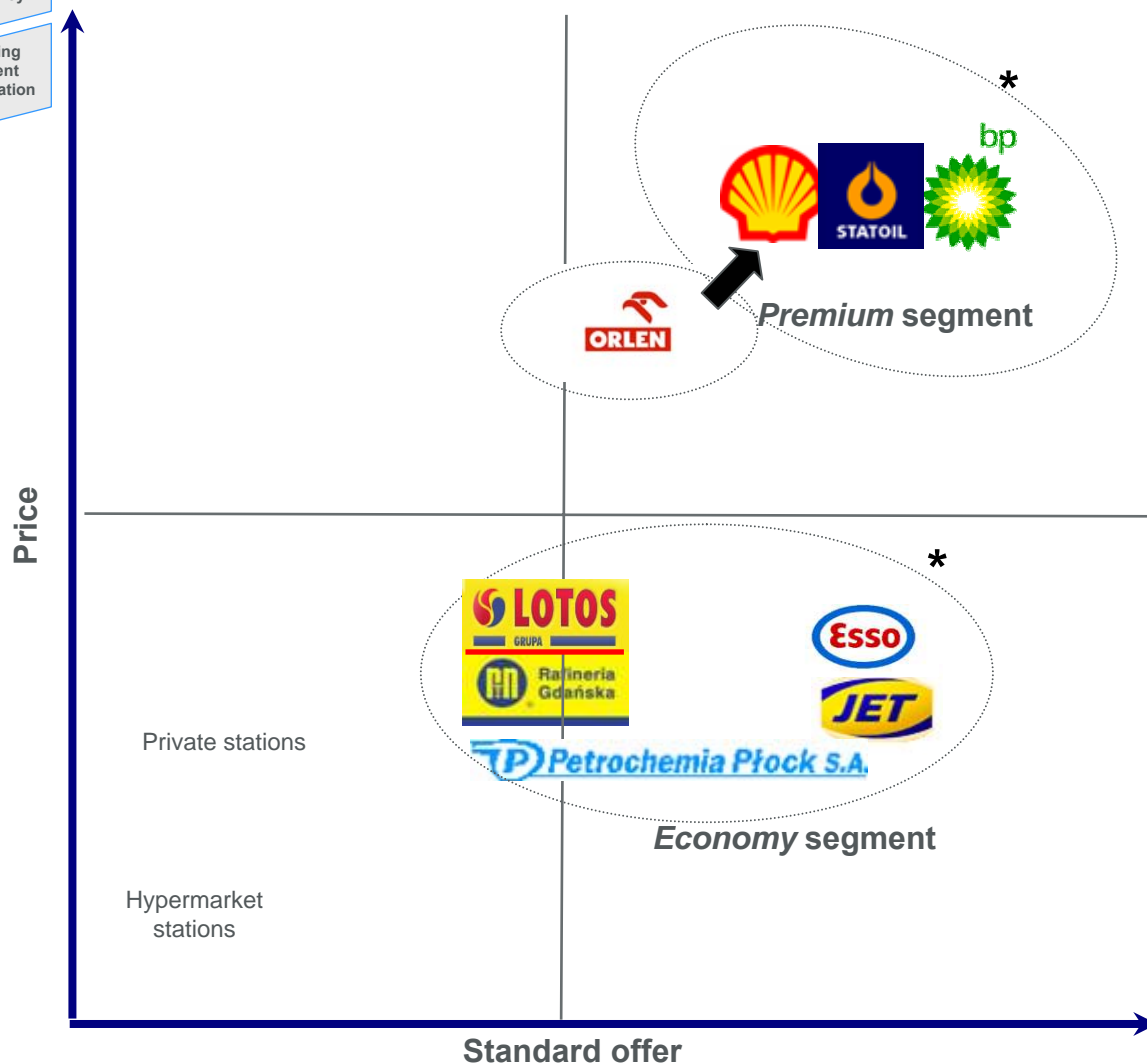 *
bp
STATOIL
Premium segment
ORLEN
Price
*
LOTOS
GRUPA
Rafineria
Gdańska
Esso
JET
Private stations
Petrochemia Płock S.A.
Economy segment
Hypermarket
stations
Standard offer